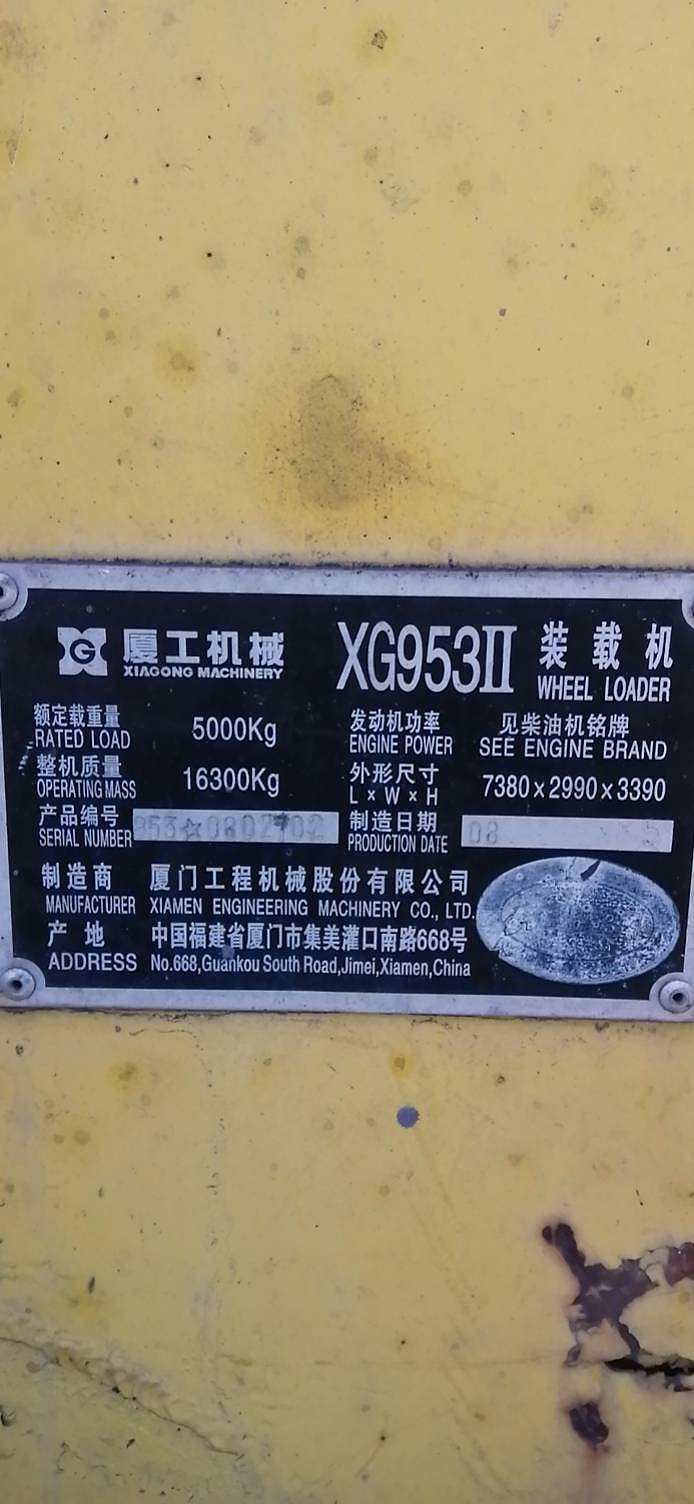 G 厦工机械 XG953II 装载机
XIAGONG MACHINERY WHEEL LOADER
额定载重量 5000Kg 发动机功率 见柴油机铭牌
RATED LOAD ENGINE POWER SEE ENGINE BRAND
整机质量 16300Kg 外形尺寸 7380×2990×3390
OPERATING MASS L×W×H
产品编号 制造日期 08
SERIAL NUMBER PRODUCTION DATE
制造商 厦门工程机械股份有限公司
MANUFACTURER XIAMEN ENGINEERING MACHINERY CO., LTD.
产地 中国福建省厦门市集美灌口南路668号
ADDRESS No.668,Guankou South Road,Jimei,Xiamen,China